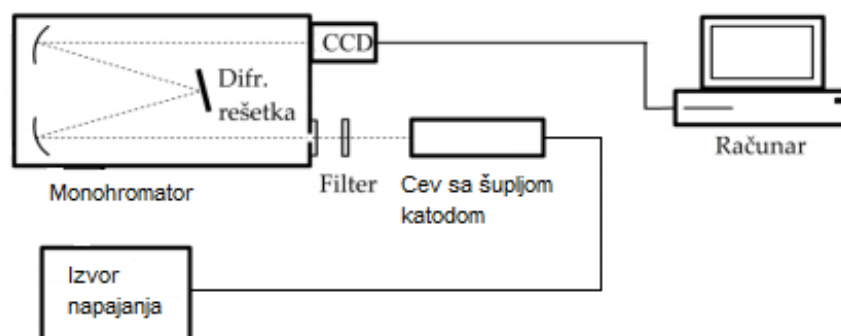 CCD
Difr.
rešetka
Računar
Monohromator
Filter
Cev sa šupljom
katodom
Izvor
napajanja